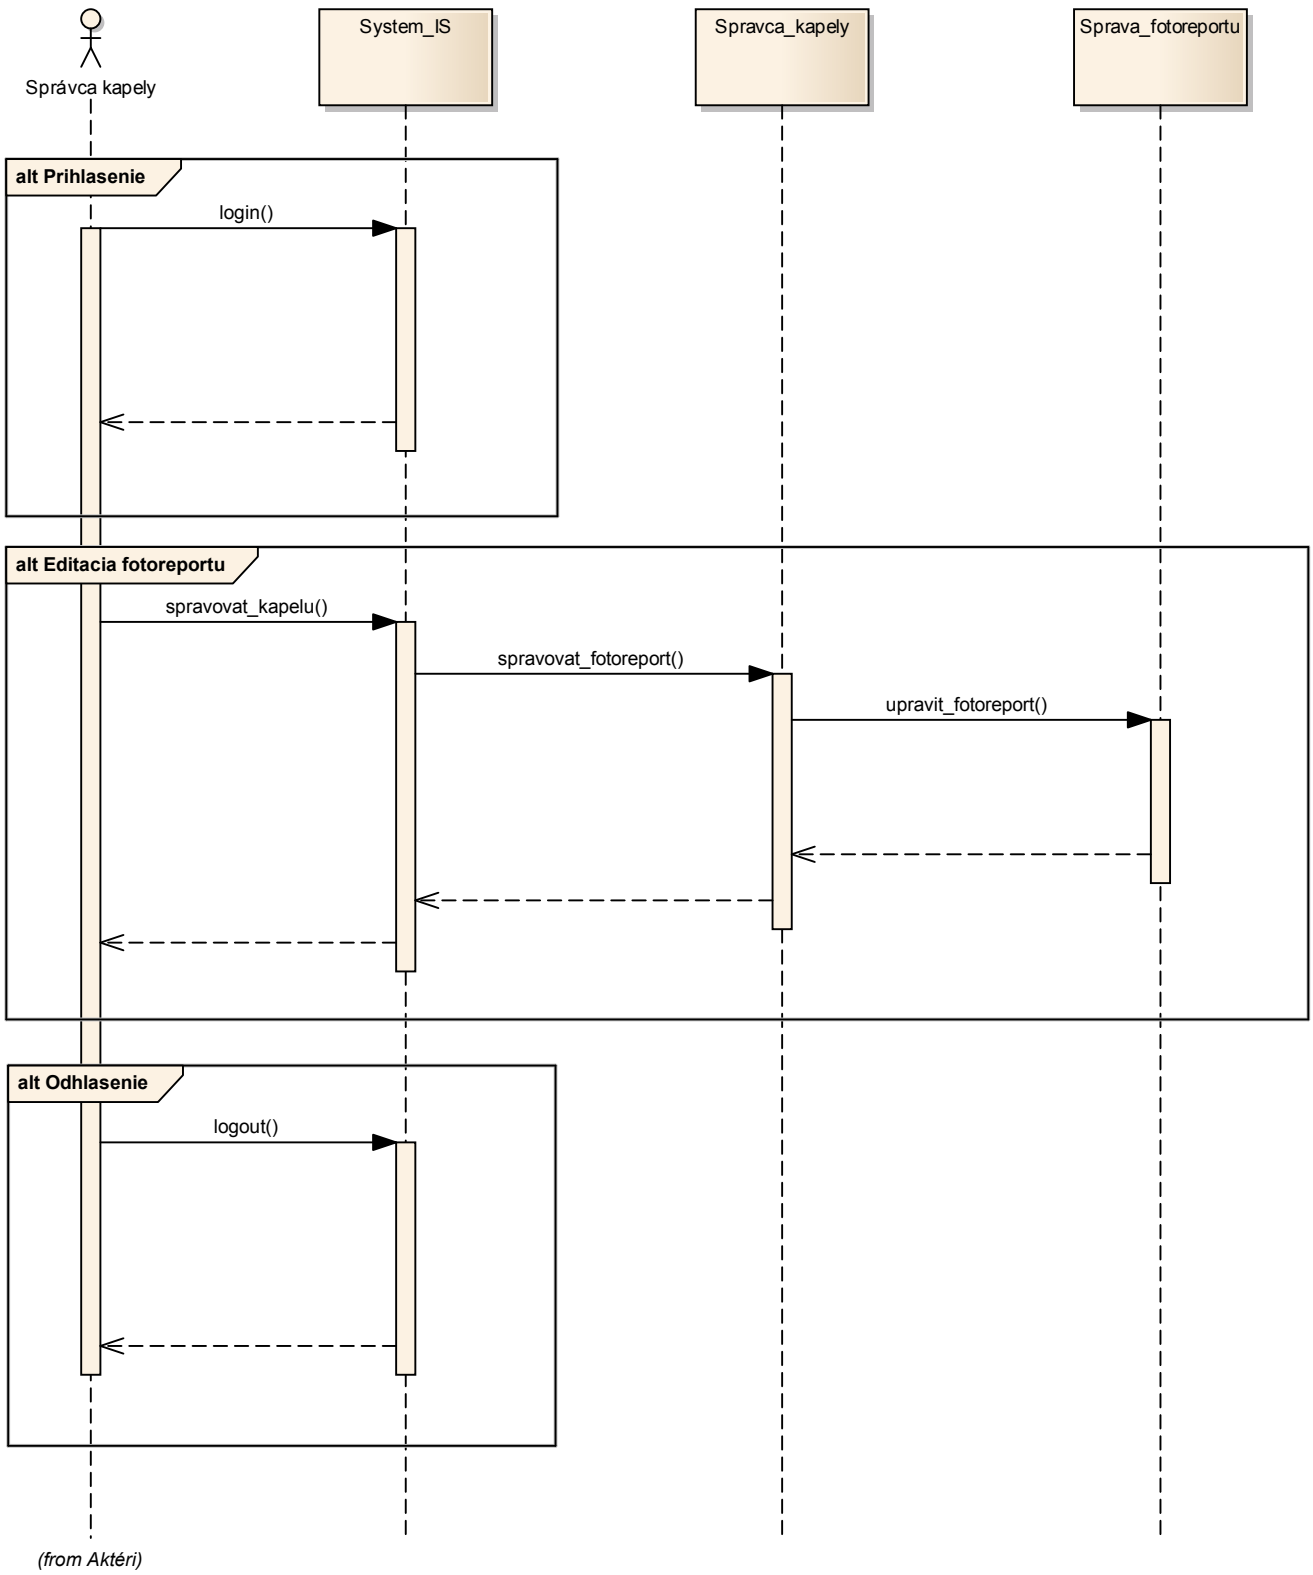 System_IS
Spravca_kapely
Sprava_fotoreportu
Správca kapely
alt Prihlasenie
login()
alt Editacia fotoreportu
spravovat_kapelu()
spravovat_fotoreport()
upravit_fotoreport()
alt Odhlasenie
logout()
(from Aktéri)